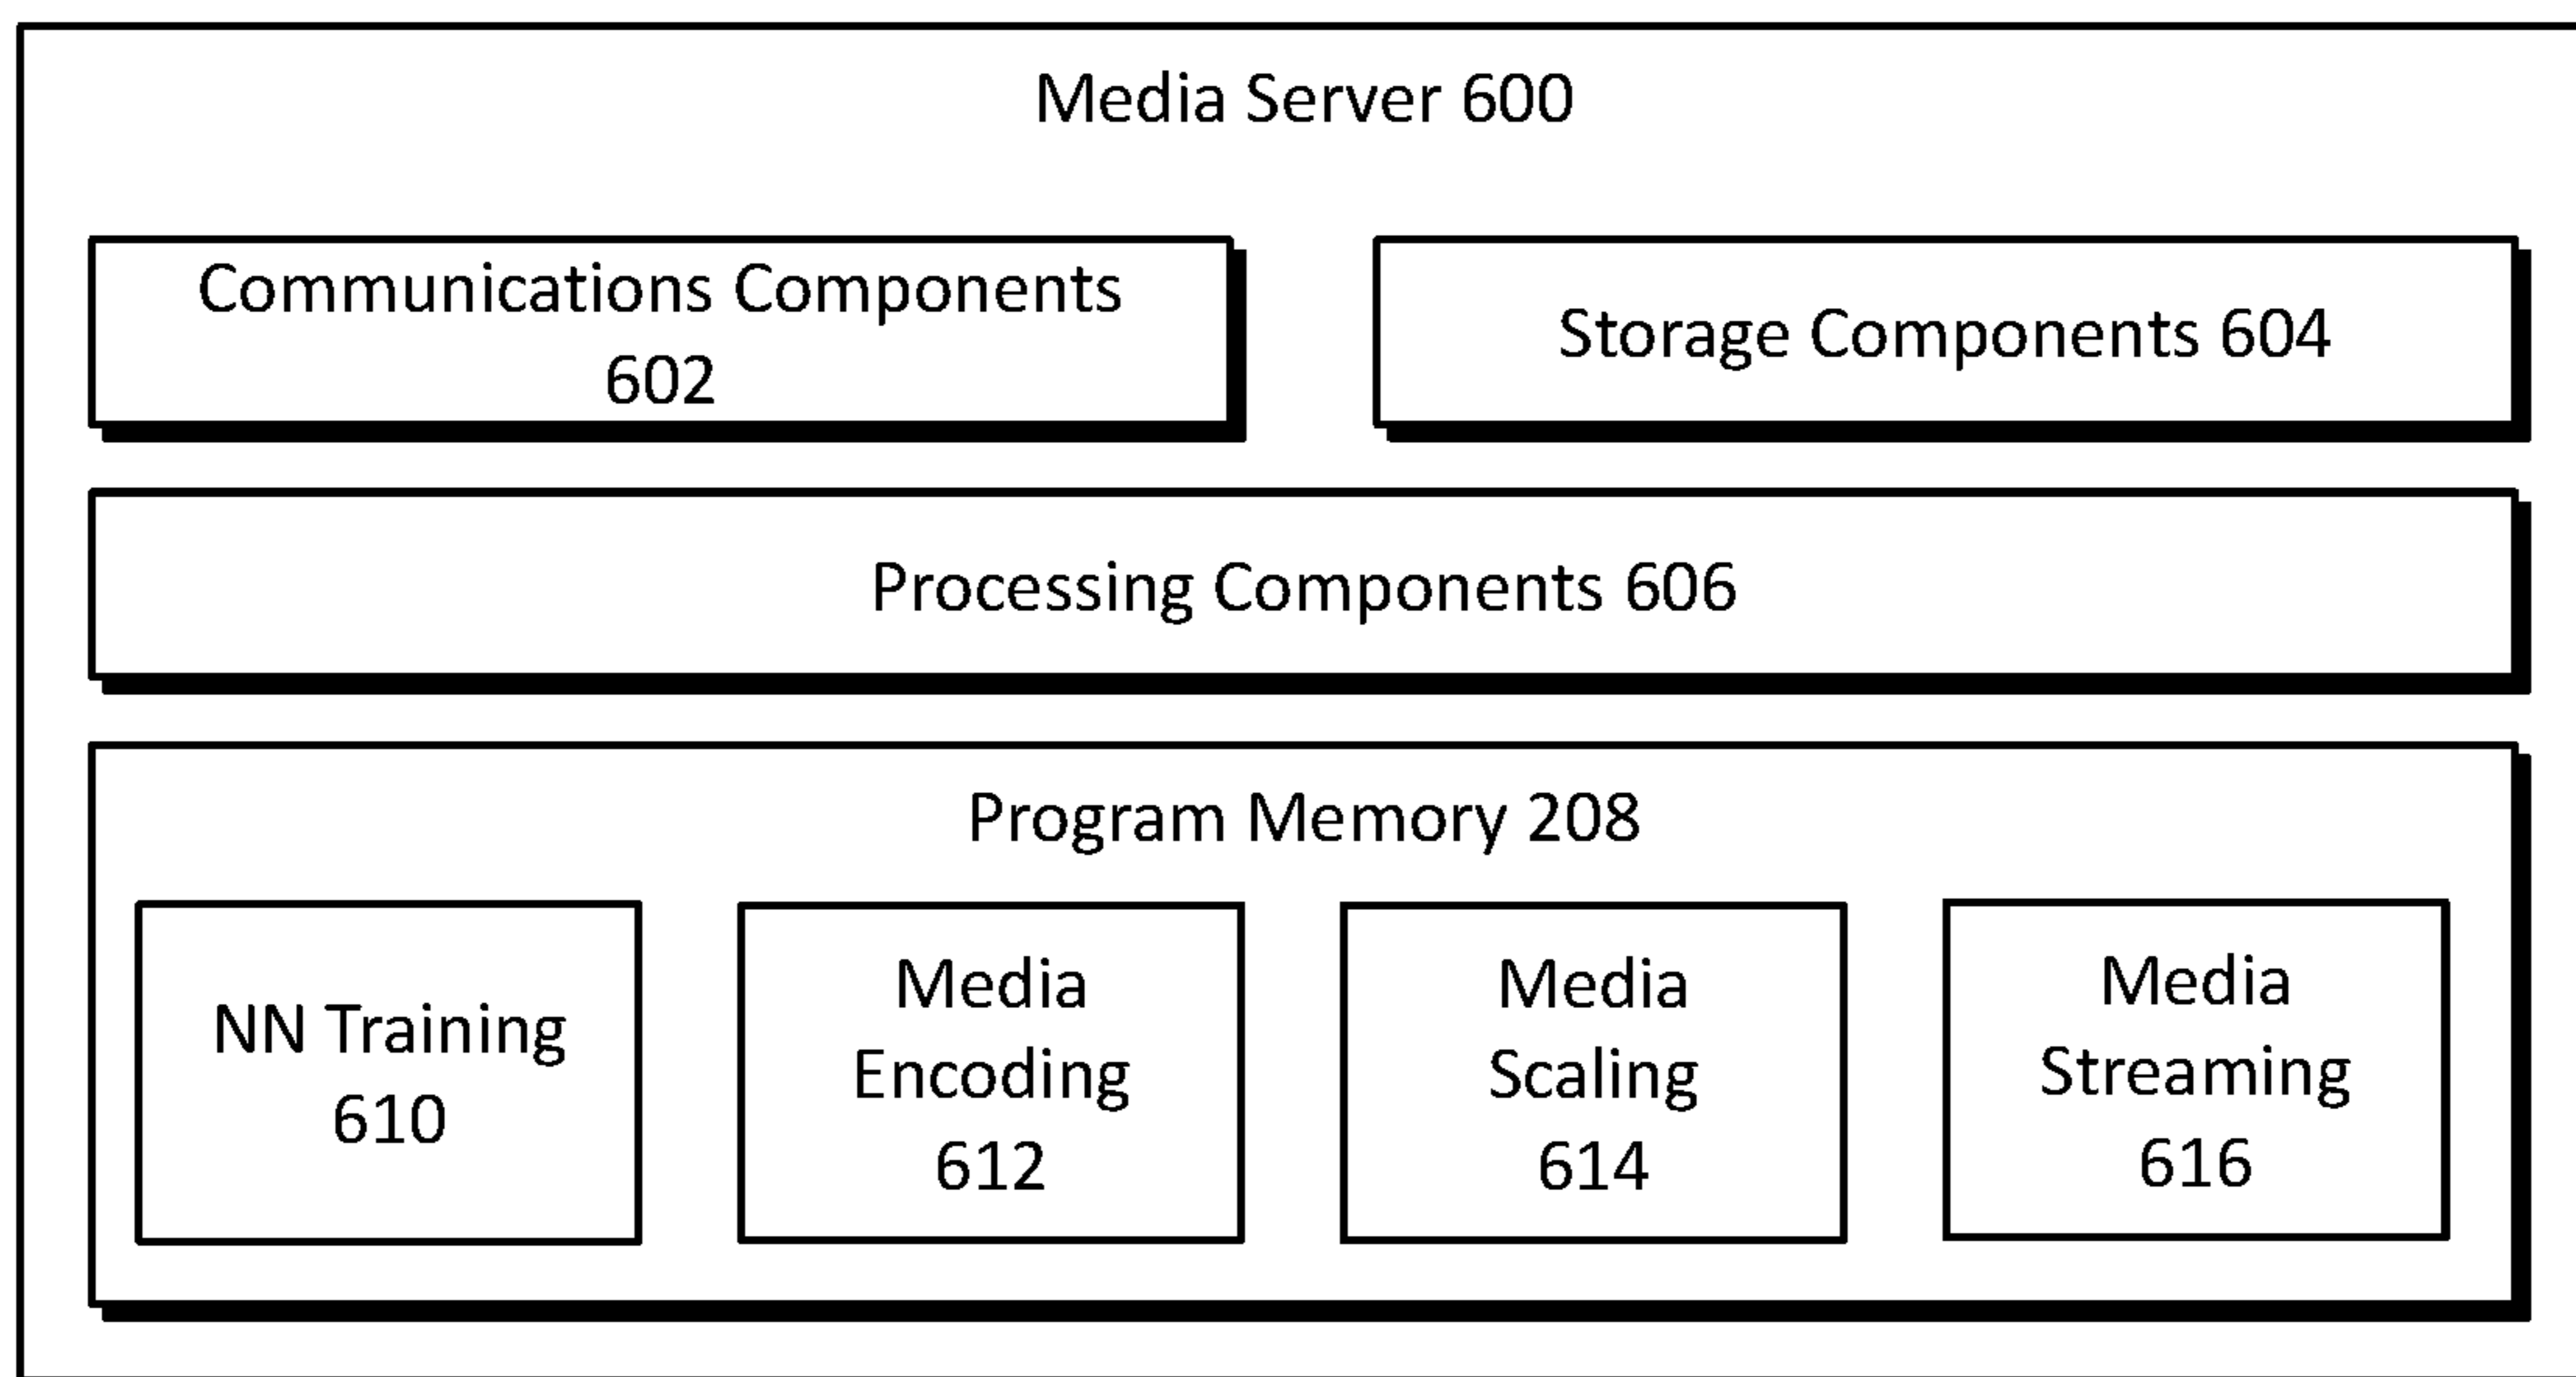 Media Server 600
Communications Components
602
Storage Components 604
Processing Components 606
Program Memory 208
NN Training
610
Media
Encoding
612
Media
Scaling
614
Media
Streaming
616